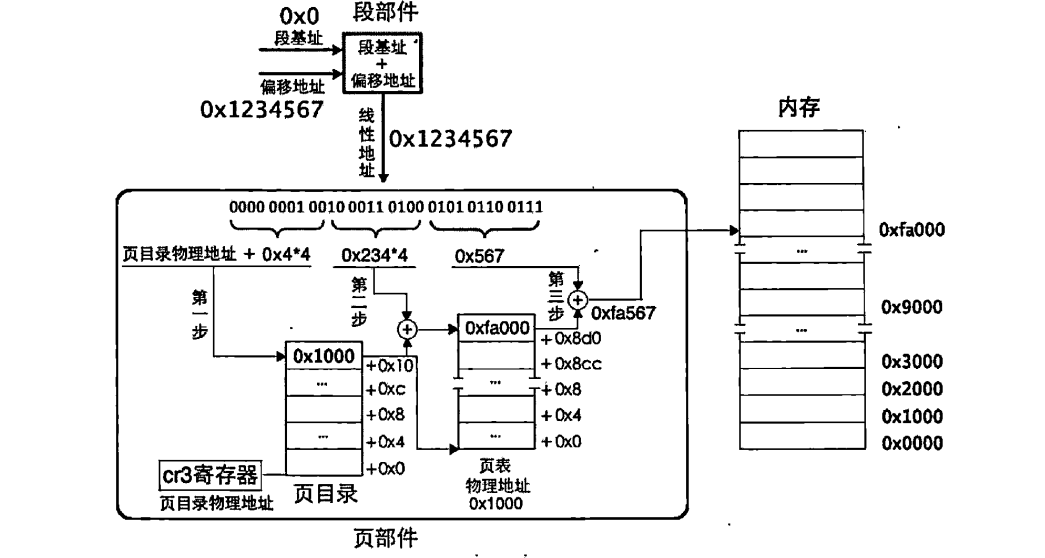 段部件
0x0
段基址
段基址
+
偏移地址
偏移地址
0x1234567
线性地址
0x1234567
内存
0000 0001 0010 0011 0100 0101 0110 0111
页目录物理地址 + 0x4*4
0x234*4
0x567
第一步
第二步
第三步
+
+
0xfa567
0x1000
...
...
+0x10
+0xc
+0x8
+0x4
+0x0
0xfa000
...
...
+0x8d0
+0x8cc
+0x8
+0x4
+0x0
cr3寄存器
页目录物理地址
页目录
页表
物理地址
0x1000
页部件
...
...
0xfa000
0x9000
0x3000
0x2000
0x1000
0x0000